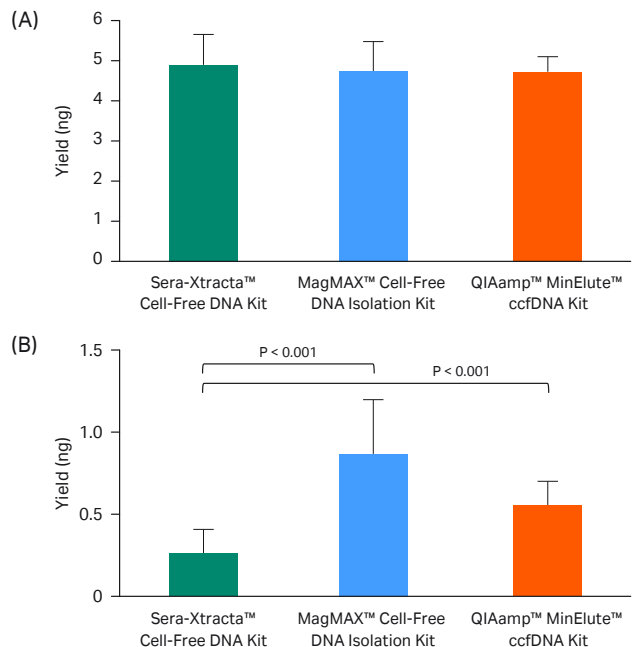 (A)
Yield (ng)
6
5
4
3
2
1
0
Sera-Xtracta™
Cell-Free DNA Kit
MagMAX™ Cell-Free
DNA Isolation Kit
QIAamp™ MinElute™
ccfDNA Kit
(B)
Yield (ng)
1.5
1.0
0.5
0
P < 0.001
P < 0.001
Sera-Xtracta™
Cell-Free DNA Kit
MagMAX™ Cell-Free
DNA Isolation Kit
QIAamp™ MinElute™
ccfDNA Kit